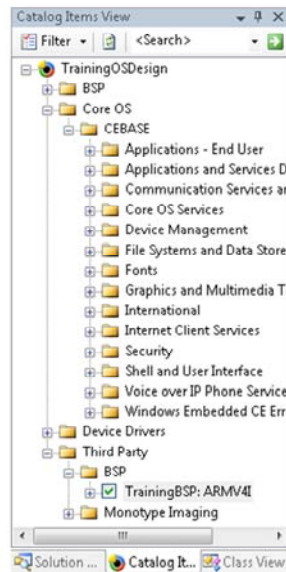 Catalog Items View
Filter
<Search>
TrainingOSDesign
BSP
Core OS
CEBASE
Applications - End User
Applications and Services D
Communication Services a
Core OS Services
Device Management
File Systems and Data Store
Fonts
Graphics and Multimedia T
International
Internet Client Services
Security
Shell and User Interface
Voice over IP Phone Service
Windows Embedded CE Err
Device Drivers
Third Party
BSP
TrainingBSP: ARMV4I
Monotype Imaging
Solution ...
Catalog It...
Class View